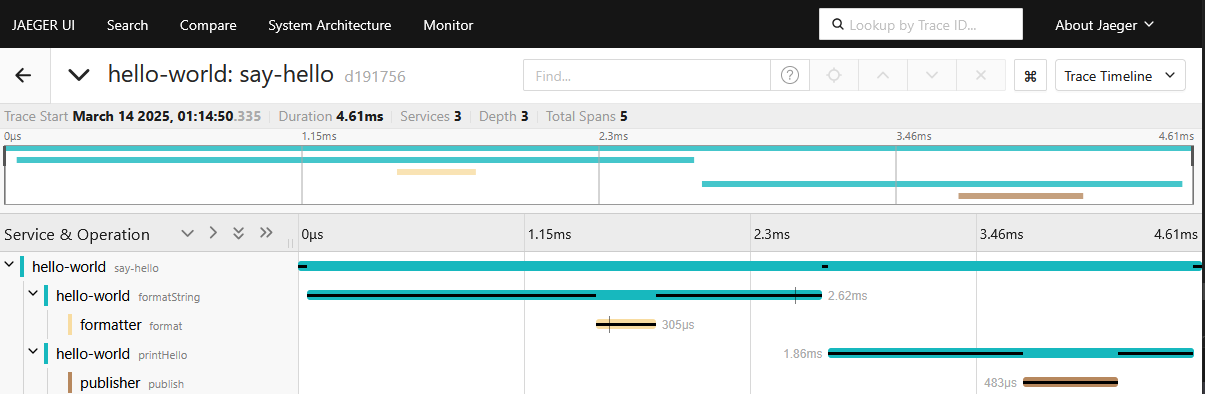 JAEGER UI Search Compare System Architecture Monitor Lookup by Trace ID... About Jaeger
hello-world: say-hello d191756 Find... ? ⌘ Trace Timeline
Trace Start March 14 2025, 01:14:50.335 Duration 4.61ms Services 3 Depth 3 Total Spans 5
0μs 1.15ms 2.3ms 3.46ms 4.61ms
Service & Operation 0μs 1.15ms 2.3ms 3.46ms 4.61ms
hello-world say-hello
hello-world formatString 2.62ms
formatter format 305μs
hello-world printHello 1.86ms
publisher publish 483μs